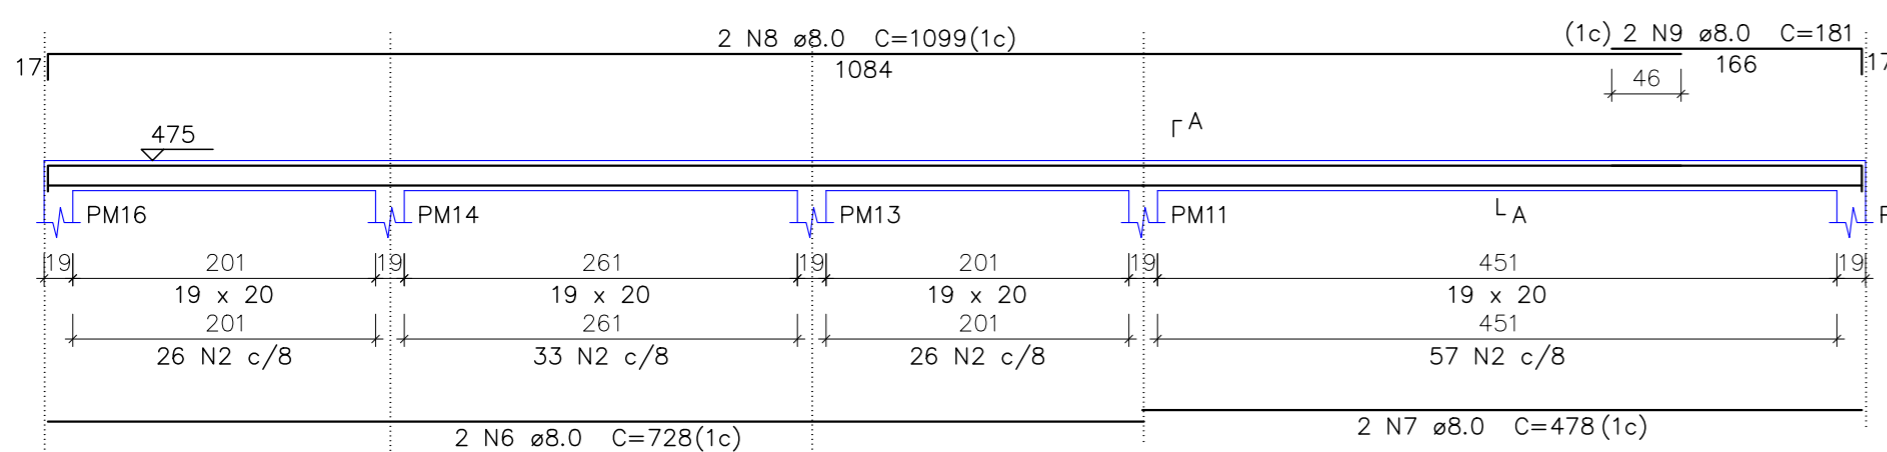 2 N8 ø8.0 C=1099(1c)
(1c) 2 N9 ø8.0 C=181
17 1084 166 17
46
A
475
PM16 PM14 PM13 PM11 A
19 201 19 261 19 201 19 451 19
19 x 20 19 x 20 19 x 20 19 x 20
201 261 201 451
26 N2 c/8 33 N2 c/8 26 N2 c/8 57 N2 c/8
2 N6 ø8.0 C=728(1c) 2 N7 ø8.0 C=478(1c)